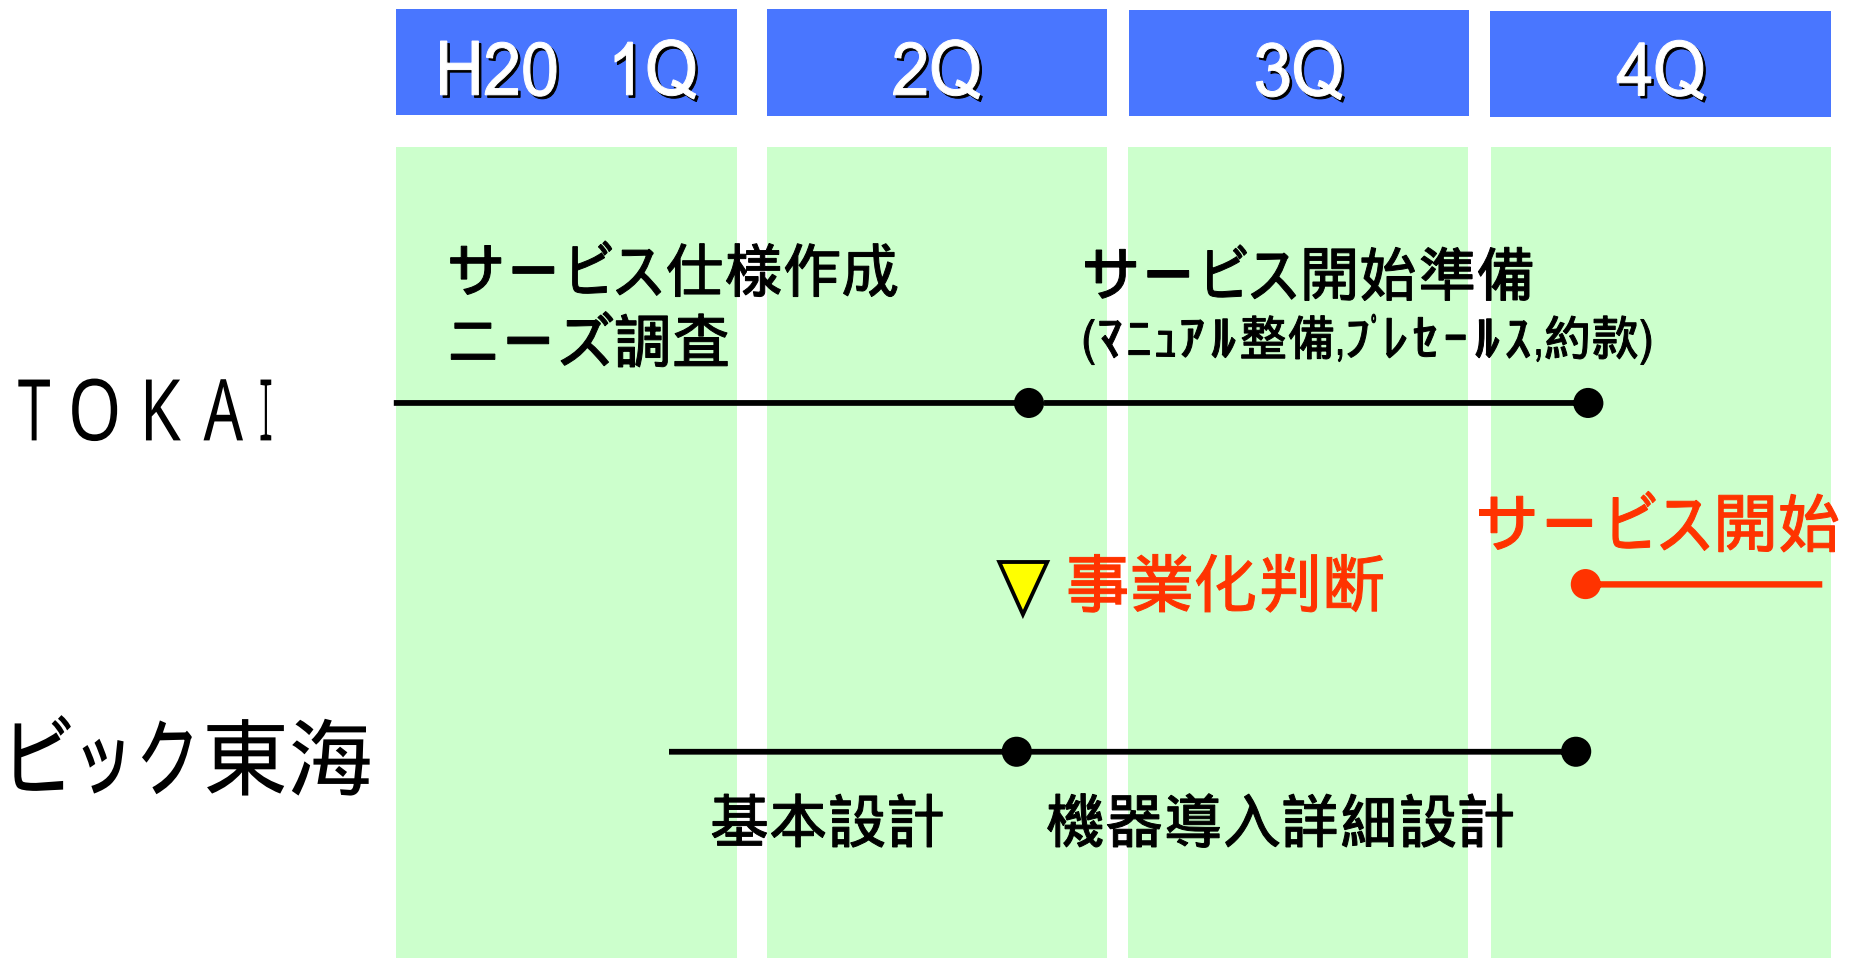 H20 1Q
2Q
3Q
4Q
サービス仕様作成
ニーズ調査
サービス開始準備
(ﾏﾆｭｱﾙ整備,ﾌﾟﾚｾｰﾙｽ,約款)
ＴＯＫＡＩ
サービス開始
事業化判断
ビック東海
基本設計
機器導入詳細設計